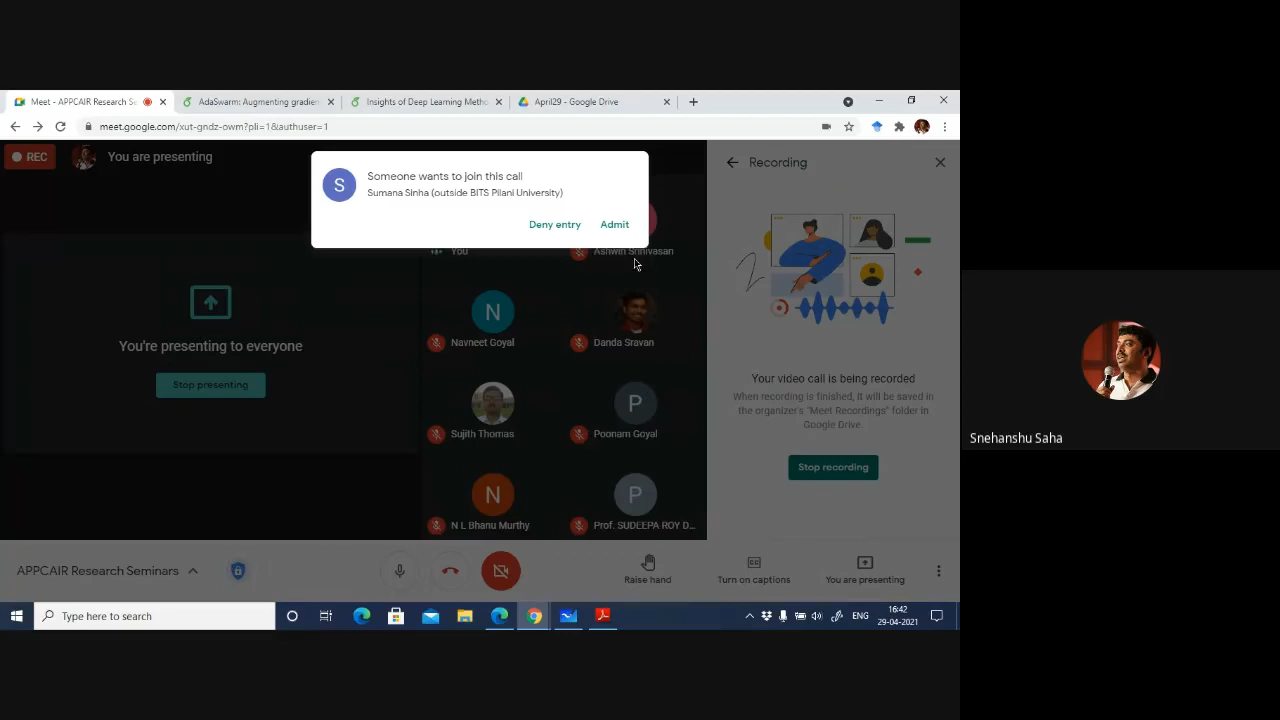 Meet - APPCAIR Research Se
AdaSwarm: Augmenting gradien
Insights of Deep Learning Metho
April29 - Google Drive
meet.google.com/xut-gndz-owm?pli=1&authuser=1
REC
You are presenting
Someone wants to join this call
S
Sumana Sinha (outside BITS Pilani University)
Deny entry
Admit
Recording
You
Ashwin Srinivasan
You're presenting to everyone
Stop presenting
N
Navneet Goyal
Danda Sravan
Sujith Thomas
P
Poonam Goyal
N
N L Bhanu Murthy
P
Prof. SUDEEPA ROY D...
Your video call is being recorded
When recording is finished, it will be saved in
the organizer's "Meet Recordings" folder in
Google Drive.
Stop recording
Snehanshu Saha
APPCAIR Research Seminars
Raise hand
Turn on captions
You are presenting
Type here to search
ENG
16:42
29-04-2021